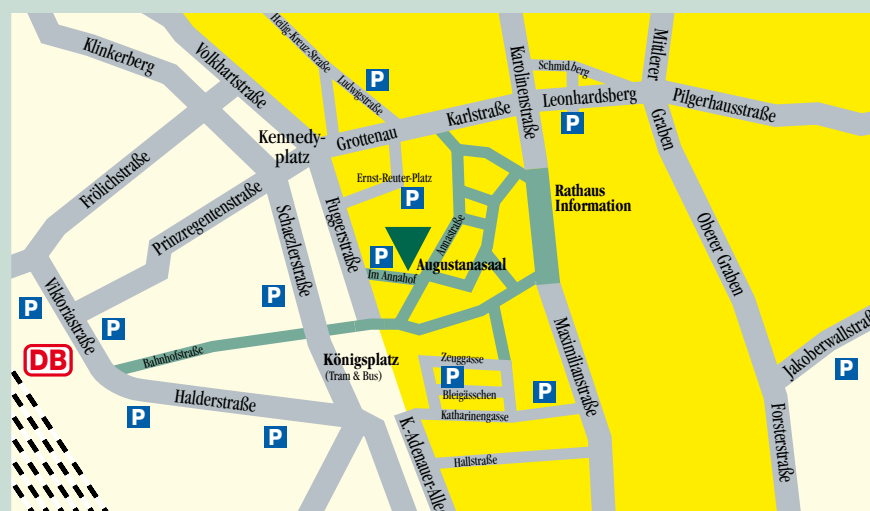 Klinkerberg
Volkhartstraße
Heilig-Kreuz-Straße
Ludwigstraße
P
Karolinenstraße
Schmidberg
Mittlerer
Graben
Leonhardsberg
P
Pilgerhausstraße
Karlstraße
Grottenau
Kennedy-
platz
Frölichstraße
Prinzregentenstraße
Schaezlerstraße
Fuggerstraße
Ernst-Reuter-Platz
P
Annastraße
Rathaus
Information
P
Augustanasaal
Im Annahof
Oberer Graben
Viktoriastraße
P
P
P
DB
Bahnhofstraße
Königsplatz
(Tram & Bus)
Zeuggasse
P
Bleigässchen
Katharinengasse
P
Maximilianstraße
Jakoberwallstraß
P
Halderstraße
P
P
K.-Adenauer-Alle
Hallstraße
Forsterstraße